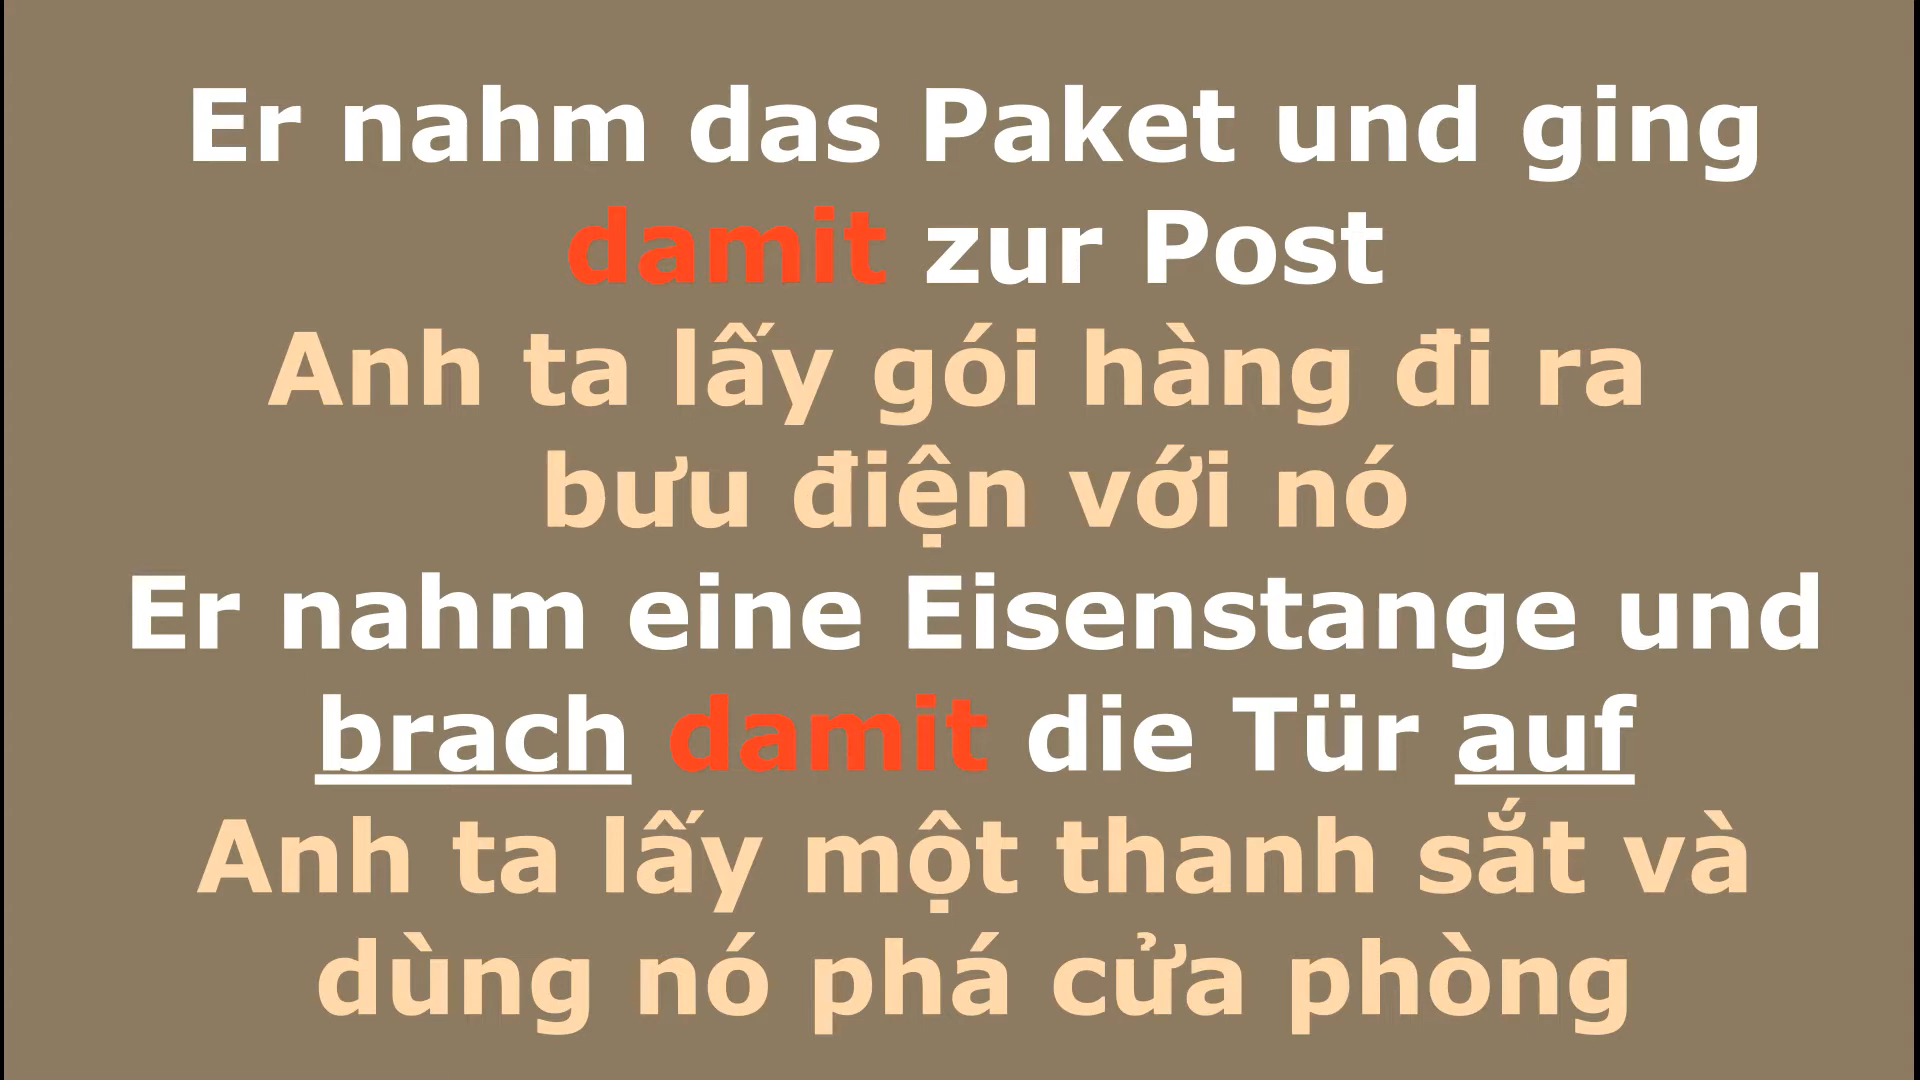 Er nahm das Paket und ging
damit zur Post
Anh ta lấy gói hàng đi ra
bưu điện với nó
Er nahm eine Eisenstange und
brach damit die Tür auf
Anh ta lấy một thanh sắt và
dùng nó phá cửa phòng